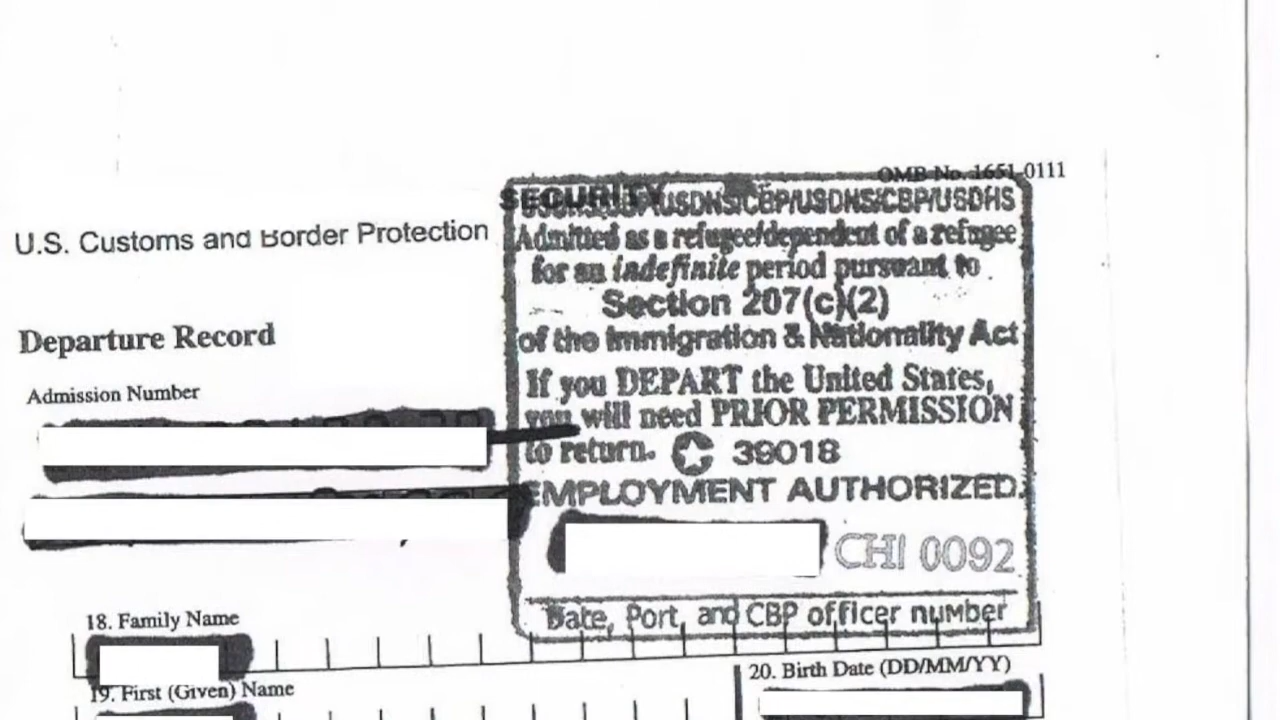 OMB No. 1651-0111
SECURITY
USDHS/CBP/USDHS/CBP/USDHS/CBP/USDHS
U.S. Customs and Border Protection
Admitted as a refugee/dependent of a refugee
for an indefinite period pursuant to
Section 207(c)(2)
of the Immigration & Nationality Act
Departure Record
If you DEPART the United States,
you will need PRIOR PERMISSION
to return. 39018
Admission Number
EMPLOYMENT AUTHORIZED
CHI 0092
Date, Port, and CBP officer number
18. Family Name
19. First (Given) Name
20. Birth Date (DD/MM/YY)